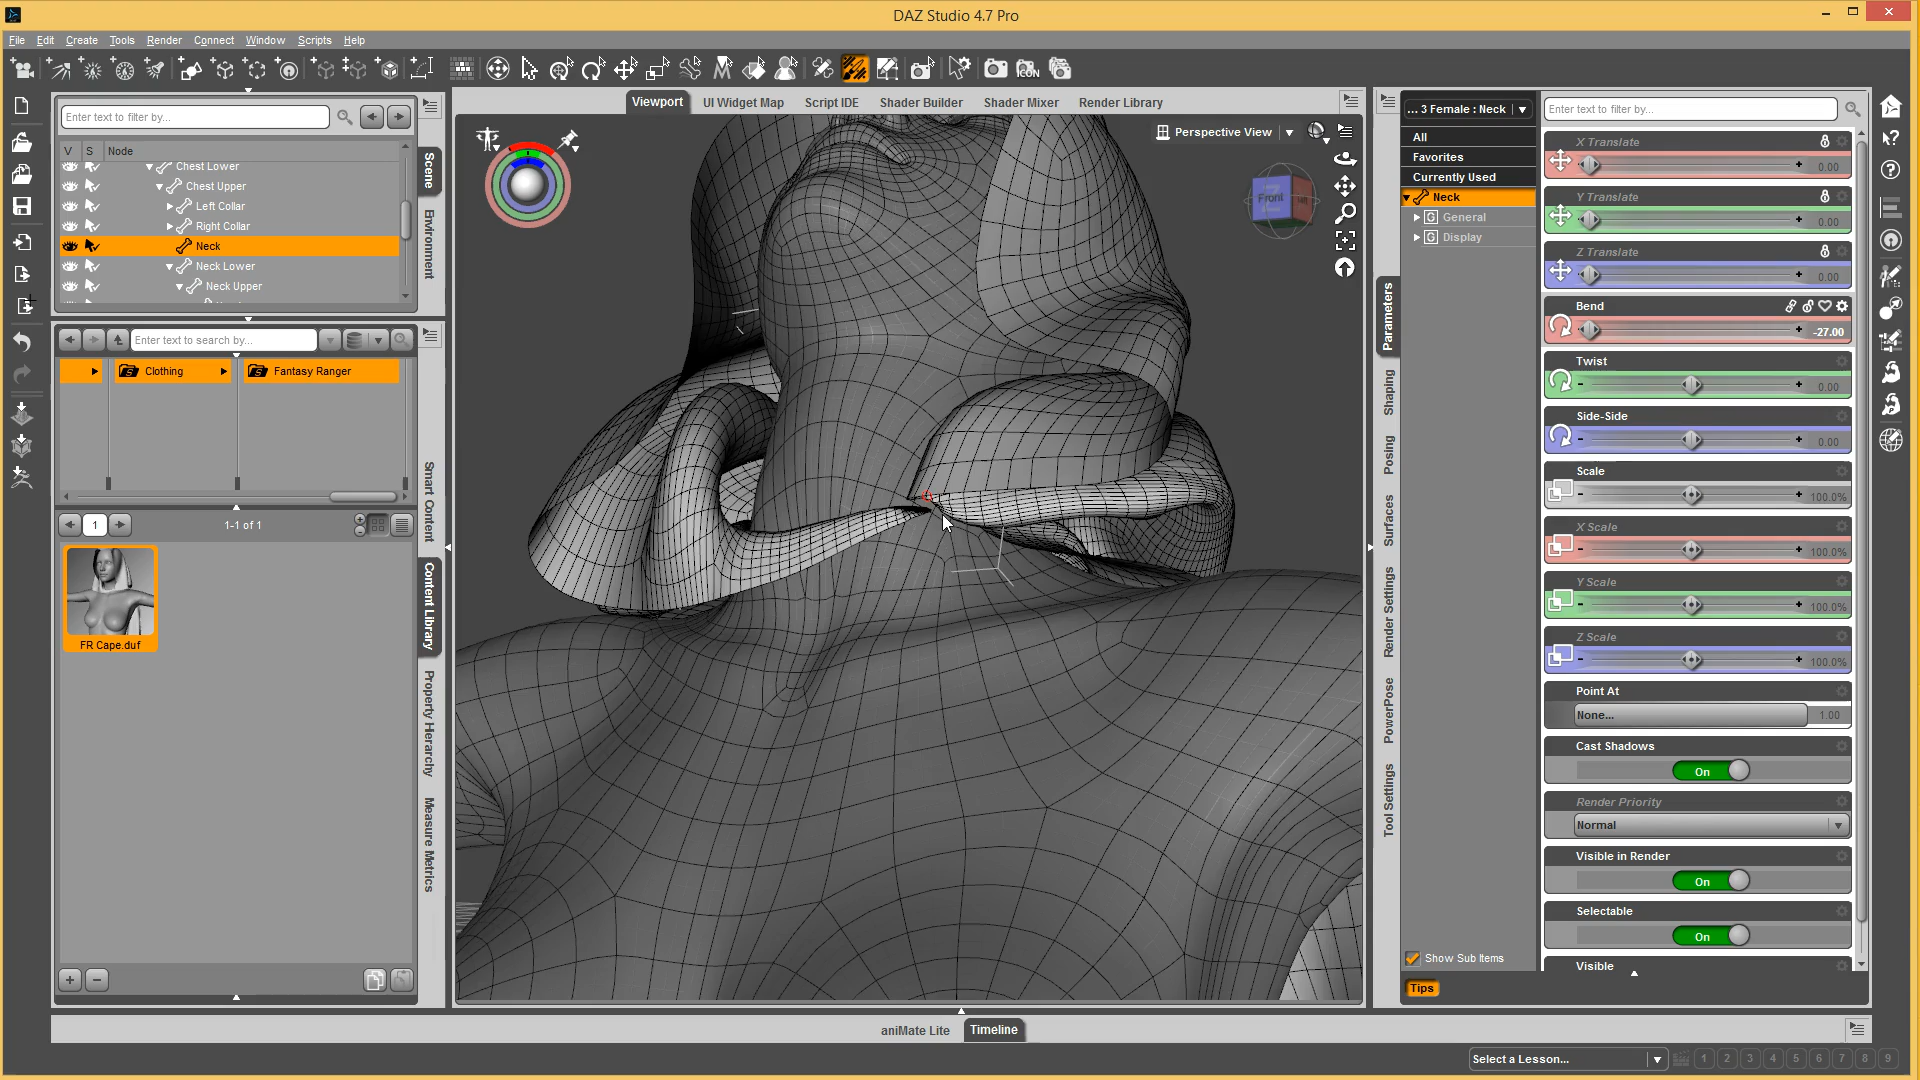 DAZ Studio 4.7 Pro
File Edit Create Tools Render Connect Window Scripts Help
ICON
Viewport UI Widget Map Script IDE Shader Builder Shader Mixer Render Library
Enter text to filter by...
V S Node
Chest Lower
Chest Upper
Left Collar
Right Collar
Neck
Neck Lower
Neck Upper
Scene
Environment
Enter text to search by...
Clothing
Fantasy Ranger
1
1-1 of 1
FR Cape.duf
Smart Content
Content Library
Property Hierarchy
Measure Metrics
Perspective View
Front
Parameters
Shaping
Posing
Surfaces
Render Settings
PowerPose
Tool Settings
... 3 Female : Neck
All
Favorites
Currently Used
Neck
G General
G Display
Show Sub Items
Tips
Enter text to filter by...
X Translate
0.00
Y Translate
0.00
Z Translate
0.00
Bend
-27.00
Twist
0.00
Side-Side
0.00
Scale
100.0%
X Scale
100.0%
Y Scale
100.0%
Z Scale
100.0%
Point At
None...
1.00
Cast Shadows
On
Render Priority
Normal
Visible in Render
On
Selectable
On
Visible
aniMate Lite Timeline
Select a Lesson...
1 2 3 4 5 6 7 8 9